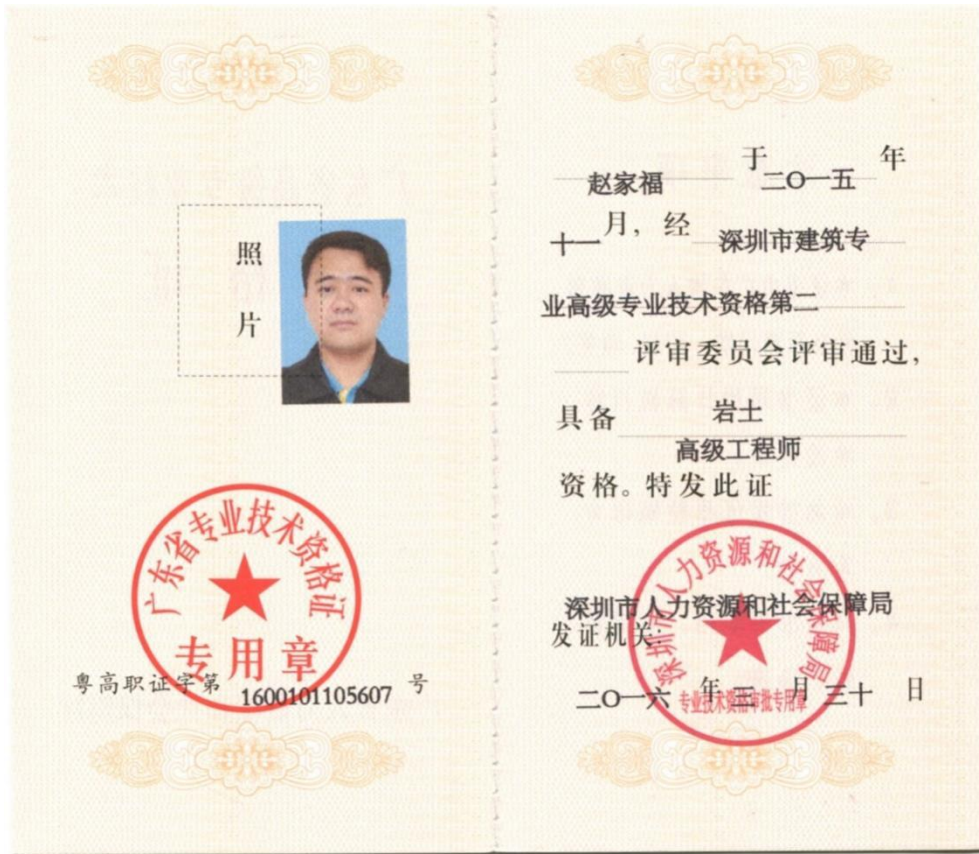 照
片
广东省专业技术资格证
专用章
粤高职证字第 1600101105607 号
赵家福 于 二O一五 年
十一 月，经 深圳市建筑专
业高级专业技术资格第二
评审委员会评审通过，
具备 岩土
高级工程师
资格。特发此证
深圳市人力资源和社会保障局
深圳市人力资源和社会保障局
发证机关：
专业技术资格审批专用章
二O一六 年 三 月 三十 日